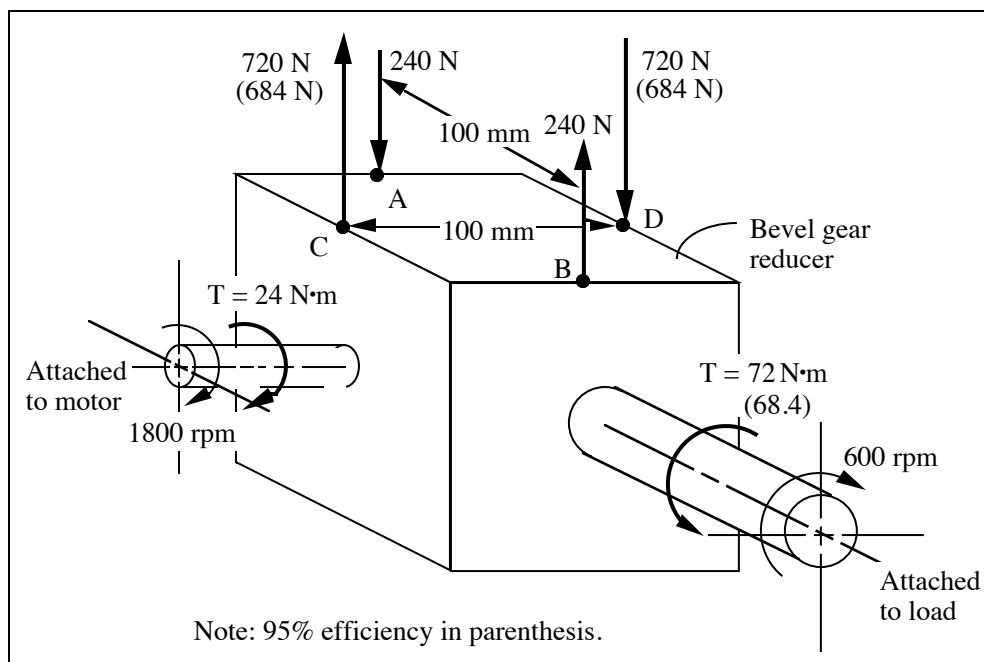 720 N
(684 N)
240 N
720 N
(684 N)
100 mm
240 N
A
D
100 mm
C
B
Bevel gear
reducer
T = 24 N•m
Attached
to motor
1800 rpm
T = 72 N•m
(68.4)
600 rpm
Attached
to load
Note: 95% efficiency in parenthesis.